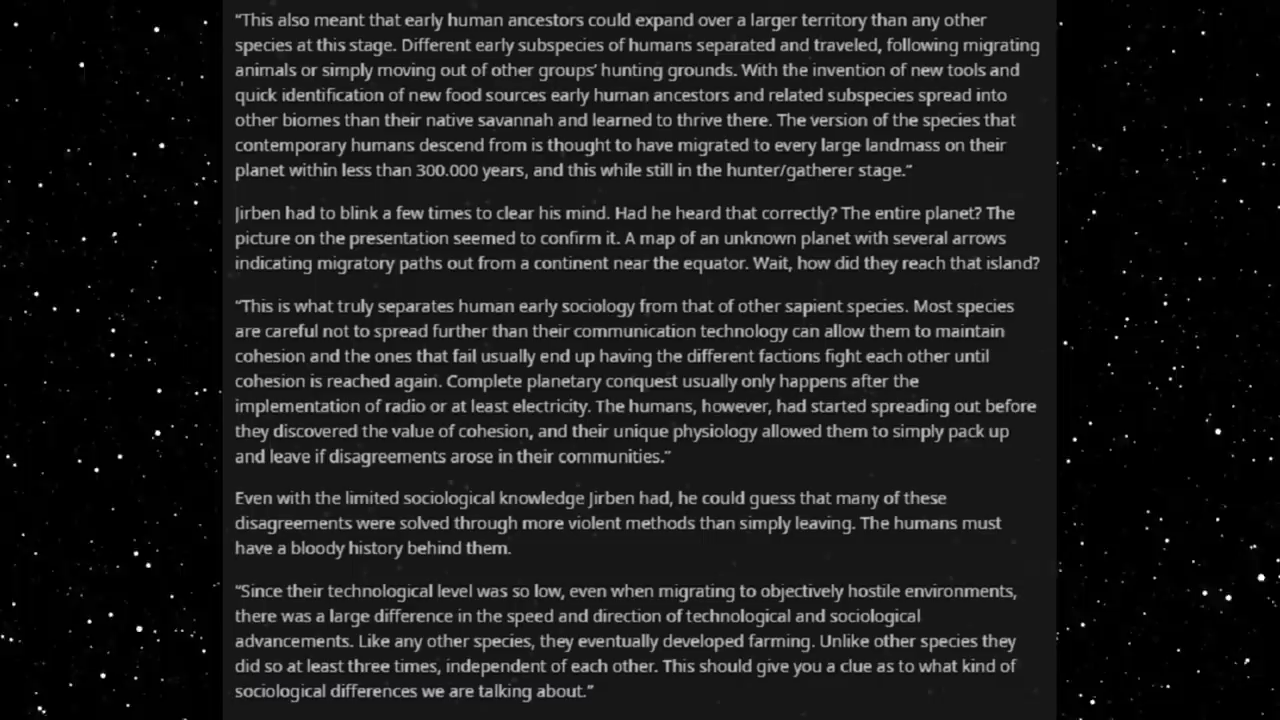 “This also meant that early human ancestors could expand over a larger territory than any other
species at this stage. Different early subspecies of humans separated and traveled, following migrating
animals or simply moving out of other groups’ hunting grounds. With the invention of new tools and
quick identification of new food sources early human ancestors and related subspecies spread into
other biomes than their native savannah and learned to thrive there. The version of the species that
contemporary humans descend from is thought to have migrated to every large landmass on their
planet within less than 300.000 years, and this while still in the hunter/gatherer stage.”
Jirben had to blink a few times to clear his mind. Had he heard that correctly? The entire planet? The
picture on the presentation seemed to confirm it. A map of an unknown planet with several arrows
indicating migratory paths out from a continent near the equator. Wait, how did they reach that island?
“This is what truly separates human early sociology from that of other sapient species. Most species
are careful not to spread further than their communication technology can allow them to maintain
cohesion and the ones that fail usually end up having the different factions fight each other until
cohesion is reached again. Complete planetary conquest usually only happens after the
implementation of radio or at least electricity. The humans, however, had started spreading out before
they discovered the value of cohesion, and their unique physiology allowed them to simply pack up
and leave if disagreements arose in their communities.”
Even with the limited sociological knowledge Jirben had, he could guess that many of these
disagreements were solved through more violent methods than simply leaving. The humans must
have a bloody history behind them.
“Since their technological level was so low, even when migrating to objectively hostile environments,
there was a large difference in the speed and direction of technological and sociological
advancements. Like any other species, they eventually developed farming. Unlike other species they
did so at least three times, independent of each other. This should give you a clue as to what kind of
sociological differences we are talking about.”